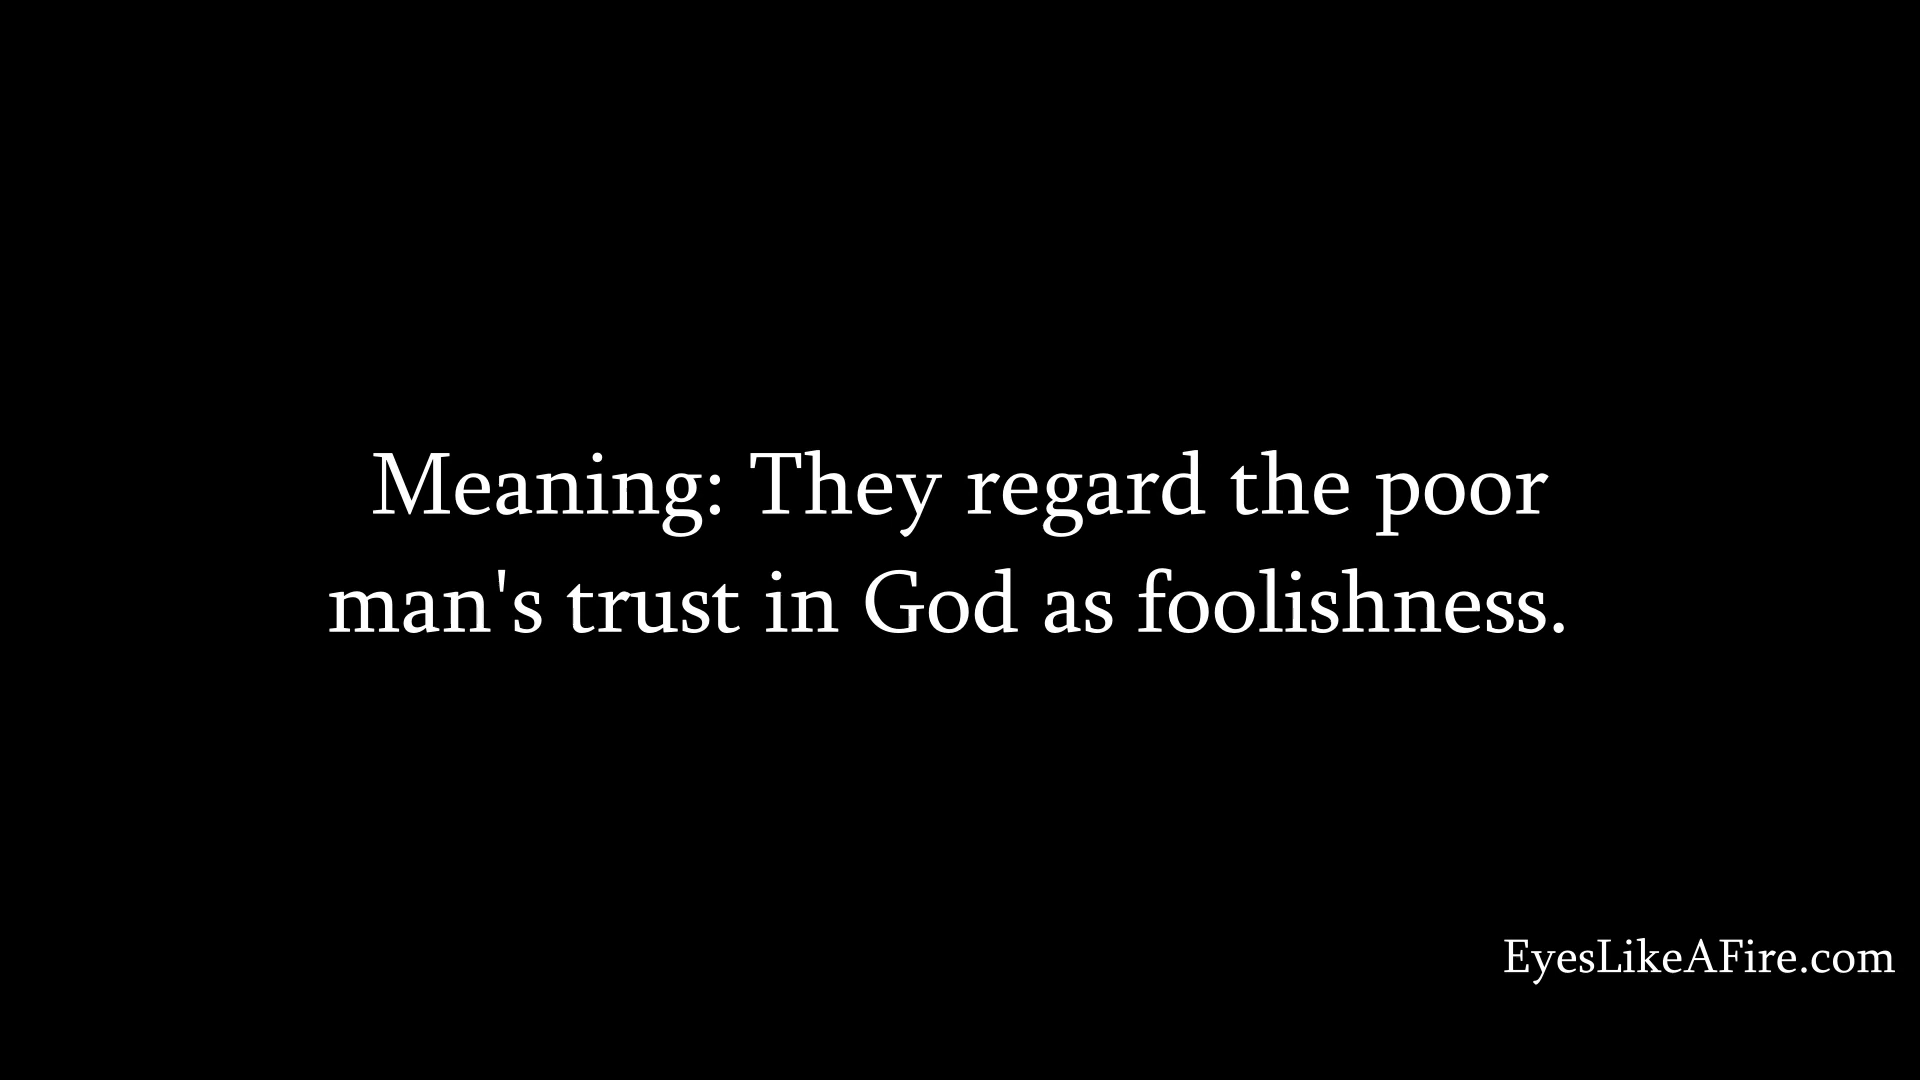 Meaning: They regard the poor
man's trust in God as foolishness.
EyesLikeAFire.com